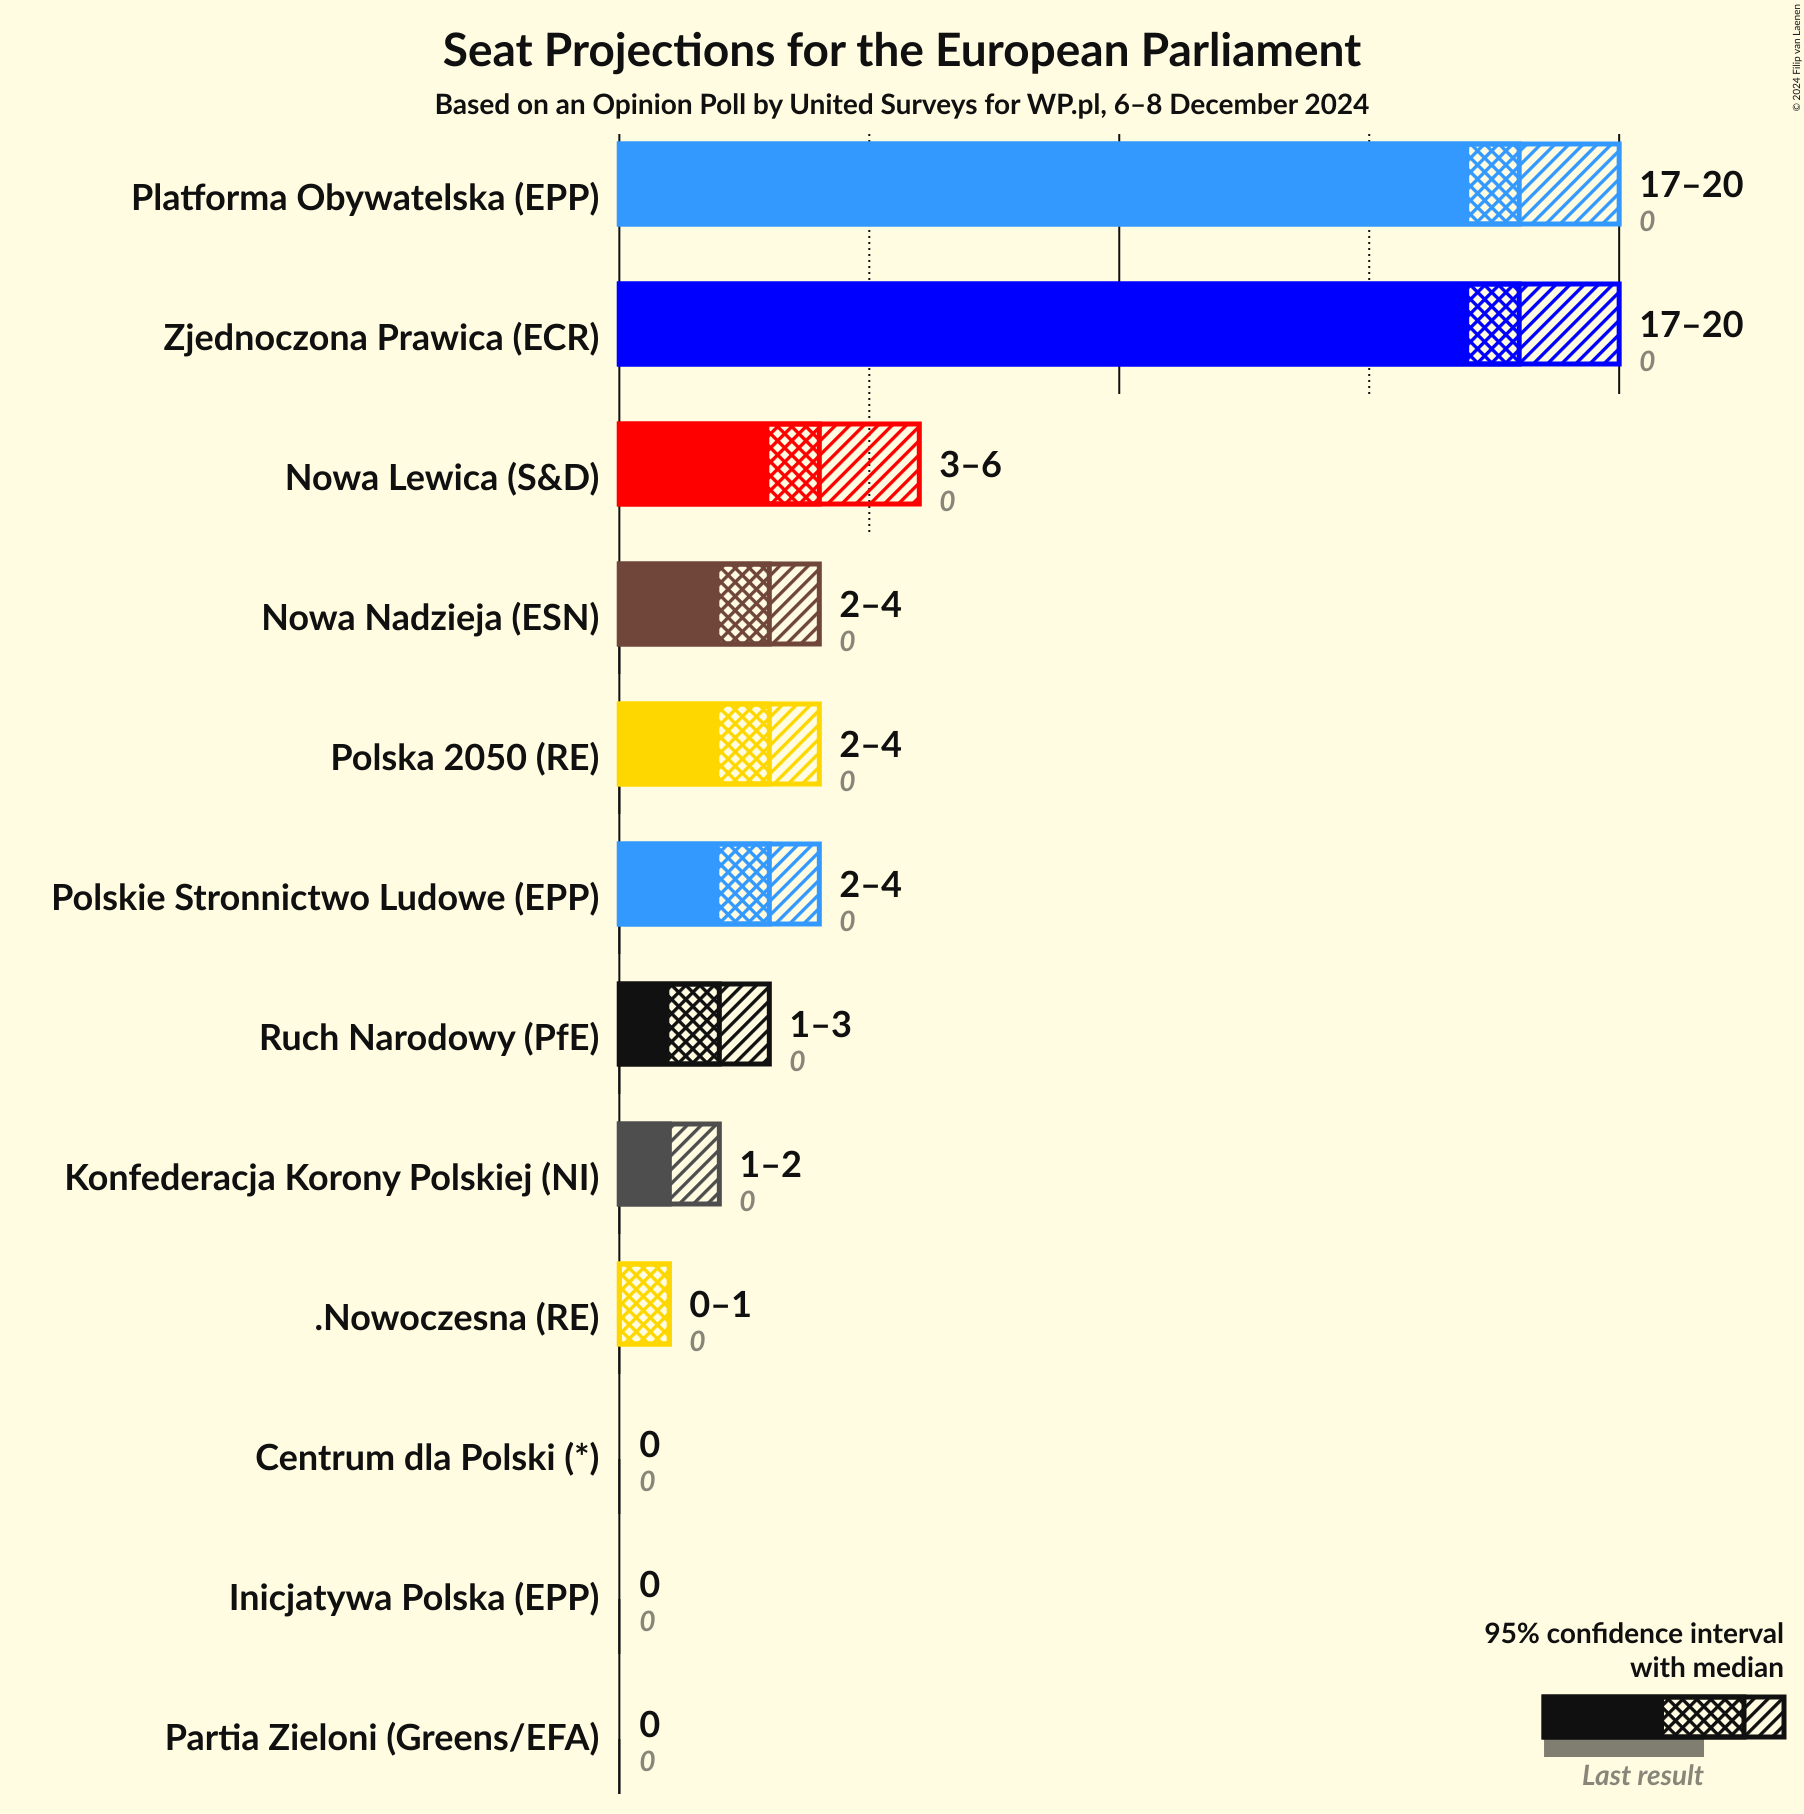 Seat Projections for the European Parliament
Based on an Opinion Poll by United Surveys for WP.pl, 6–8 December 2024
© 2024 Filip van Laenen
Platforma Obywatelska (EPP)
17–20
0
Zjednoczona Prawica (ECR)
17–20
0
Nowa Lewica (S&D)
3–6
0
Nowa Nadzieja (ESN)
2–4
0
Polska 2050 (RE)
2–4
0
Polskie Stronnictwo Ludowe (EPP)
2–4
0
Ruch Narodowy (PfE)
1–3
0
Konfederacja Korony Polskiej (NI)
1–2
0
.Nowoczesna (RE)
0–1
0
Centrum dla Polski (*)
0
0
Inicjatywa Polska (EPP)
0
0
Partia Zieloni (Greens/EFA)
0
0
95% confidence interval
with median
Last result